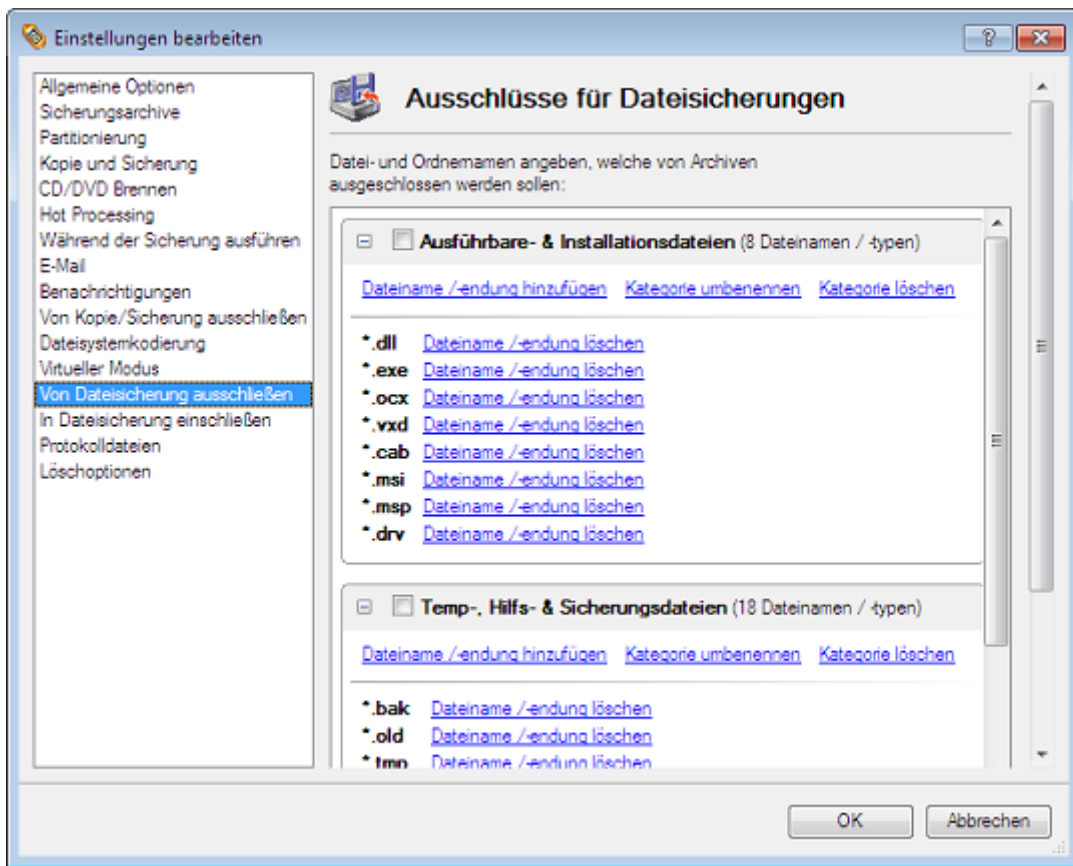 Einstellungen bearbeiten
Allgemeine Optionen
Sicherungsarchive
Partitionierung
Kopie und Sicherung
CD/DVD Brennen
Hot Processing
Während der Sicherung ausführen
E-Mail
Benachrichtigungen
Von Kopie/Sicherung ausschließen
Dateisystemkodierung
Virtueller Modus
Von Dateisicherung ausschließen
In Dateisicherung einschließen
Protokolldateien
Löschoptionen
Ausschlüsse für Dateisicherungen
Datei- und Ordnernamen angeben, welche von Archiven
ausgeschlossen werden sollen:
Ausführbare- & Installationsdateien (8 Dateinamen / -typen)
Dateiname /-endung hinzufügen Kategorie umbenennen Kategorie löschen
*.dll Dateiname /-endung löschen
*.exe Dateiname /-endung löschen
*.ocx Dateiname /-endung löschen
*.vxd Dateiname /-endung löschen
*.cab Dateiname /-endung löschen
*.msi Dateiname /-endung löschen
*.msp Dateiname /-endung löschen
*.drv Dateiname /-endung löschen
Temp-, Hilfs- & Sicherungsdateien (18 Dateinamen / -typen)
Dateiname /-endung hinzufügen Kategorie umbenennen Kategorie löschen
*.bak Dateiname /-endung löschen
*.old Dateiname /-endung löschen
*.tmp Dateiname /-endung löschen
OK Abbrechen